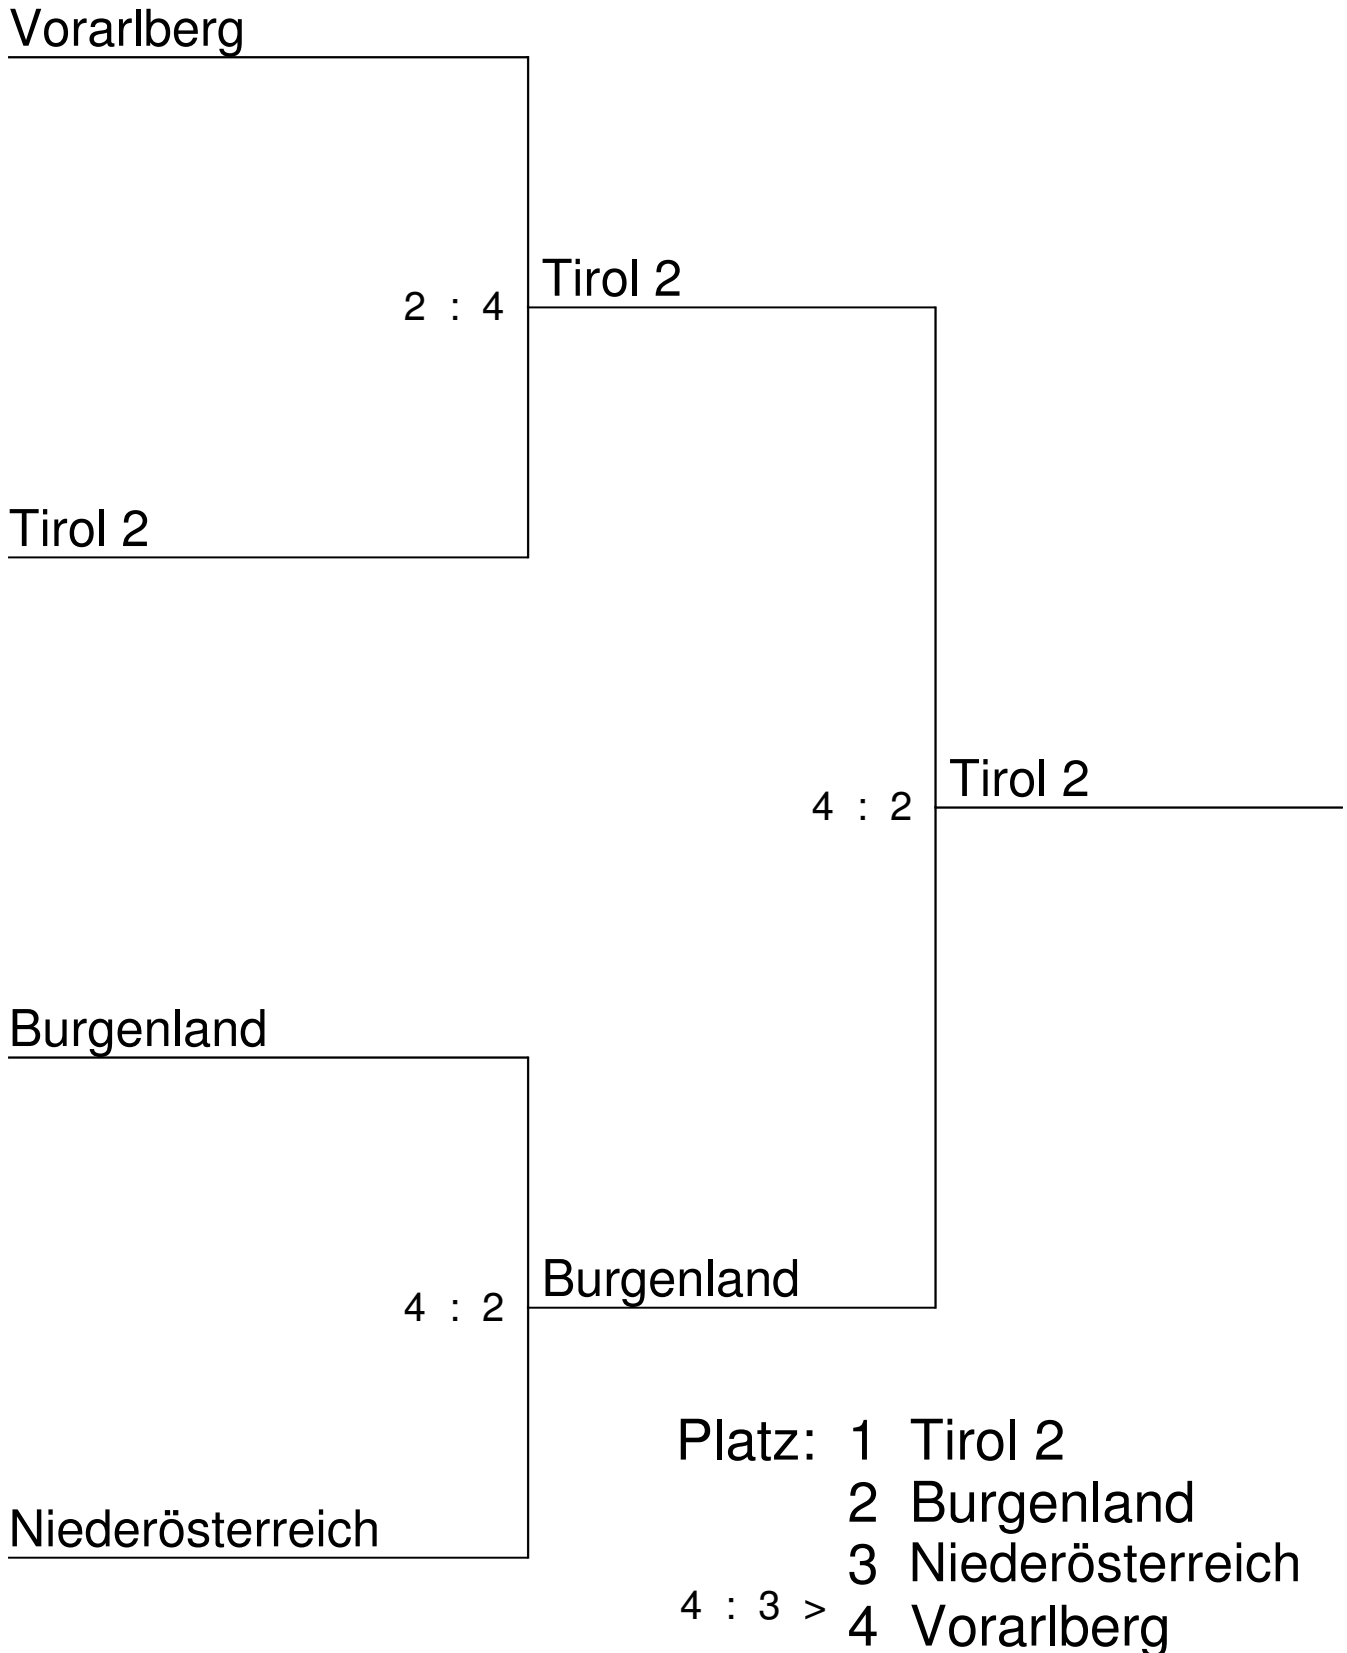 Vorarlberg
Tirol 2
2 : 4
Tirol 2
Tirol 2
4 : 2
Burgenland
Burgenland
4 : 2
Niederösterreich
Platz: 1 Tirol 2
2 Burgenland
3 Niederösterreich
4 : 3 >
4 Vorarlberg